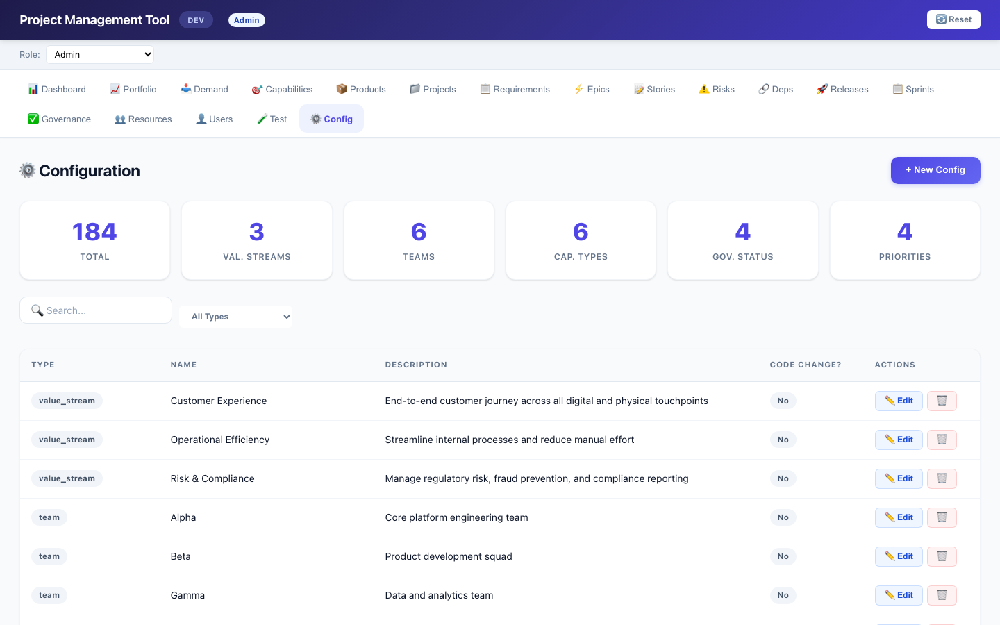 Project Management Tool DEV Admin Reset
Role: Admin
Dashboard Portfolio Demand Capabilities Products Projects Requirements Epics Stories Risks Deps Releases Sprints
Governance Resources Users Test Config
Configuration + New Config
184 3 6 6 4 4
TOTAL VAL. STREAMS TEAMS CAP. TYPES GOV. STATUS PRIORITIES
Search... All Types
TYPE NAME DESCRIPTION CODE CHANGE? ACTIONS
value_stream Customer Experience End-to-end customer journey across all digital and physical touchpoints No Edit
value_stream Operational Efficiency Streamline internal processes and reduce manual effort No Edit
value_stream Risk & Compliance Manage regulatory risk, fraud prevention, and compliance reporting No Edit
team Alpha Core platform engineering team No Edit
team Beta Product development squad No Edit
team Gamma Data and analytics team No Edit